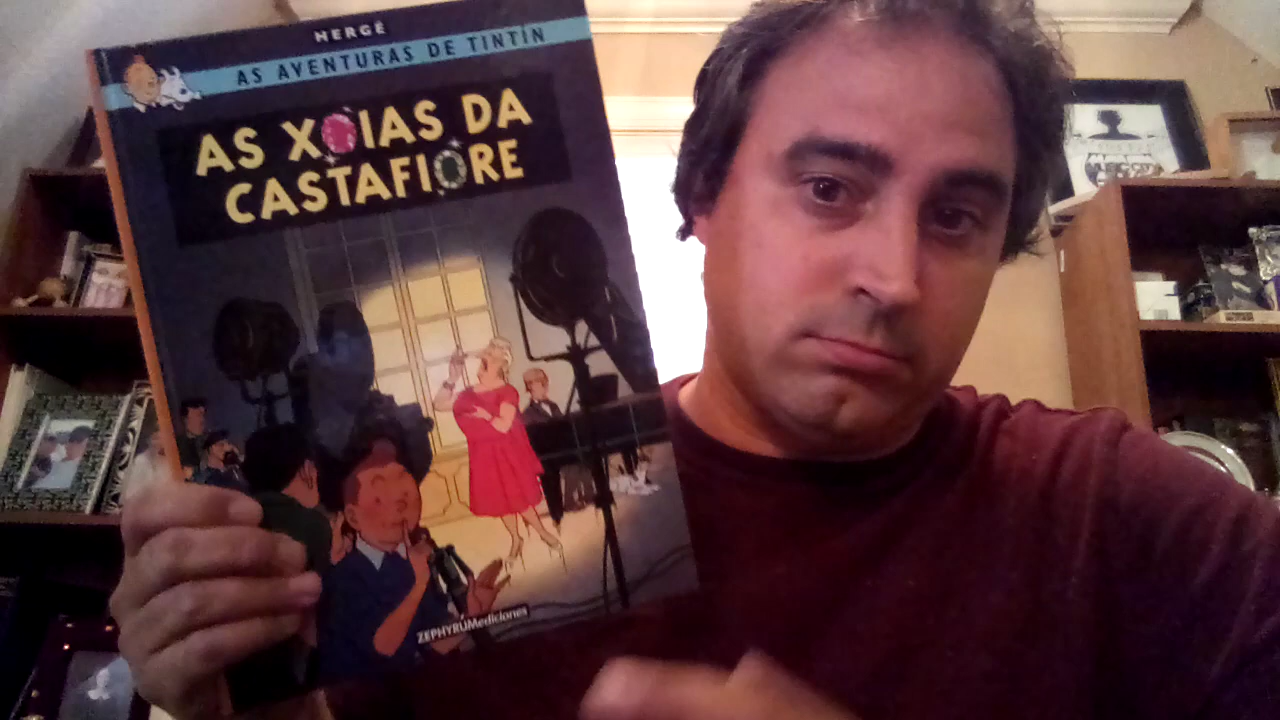 HERGÉ
AS AVENTURAS DE TINTÍN
AS XOIAS DA
CASTAFIORE
ZEPHYRUMediciones